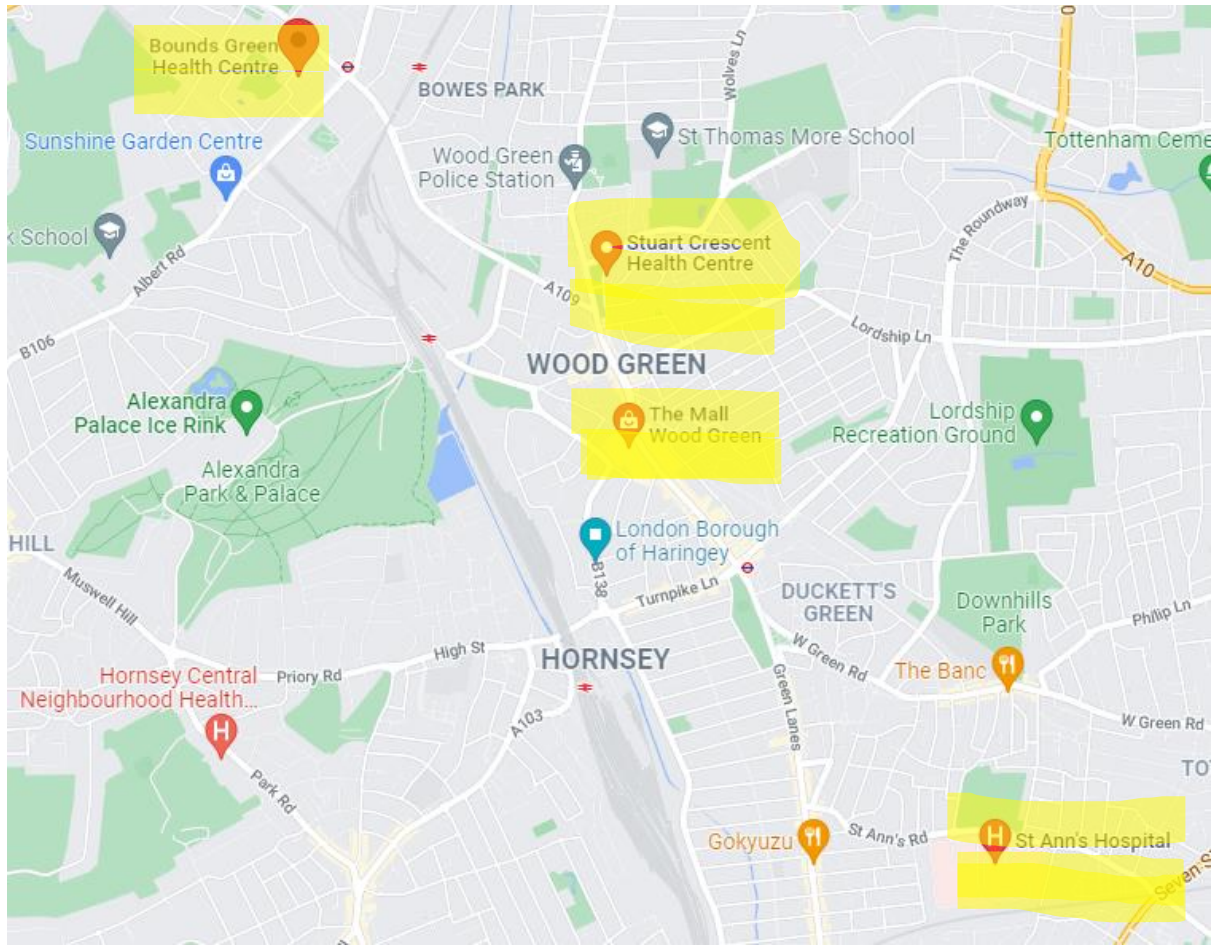 Bounds Green
Health Centre
BOWES PARK
Wolves Ln
Sunshine Garden Centre
Wood Green
Police Station
St Thomas More School
Tottenham Ceme
k School
Albert Rd
Stuart Crescent
Health Centre
The Roundway
A10
A109
B106
Lordship Ln
WOOD GREEN
Alexandra
Palace Ice Rink
The Mall
Wood Green
Lordship
Recreation Ground
Alexandra
Park & Palace
HILL
London Borough
of Haringey
B138
Muswell Hill
Turnpike Ln
DUCKETT'S
GREEN
Downhills
Park
Philip Ln
High St
HORNSEY
W Green Rd
Priory Rd
Hornsey Central
Neighbourhood Health...
H
The Banc
Green Lanes
A103
W Green Rd
TO
Park Rd
Gokyuzu
St Ann's Rd
H
St Ann's Hospital
Seven S